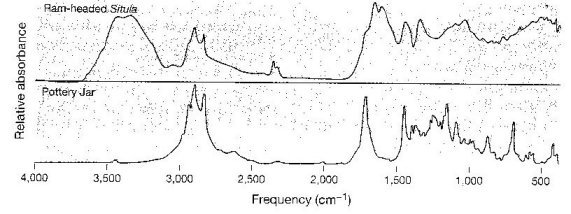 Ram-headed Situla
Pottery Jar
Relative absorbance
4,000 3,500 3,000 2,500 2,000 1,500 1,000 500
Frequency (cm⁻¹)